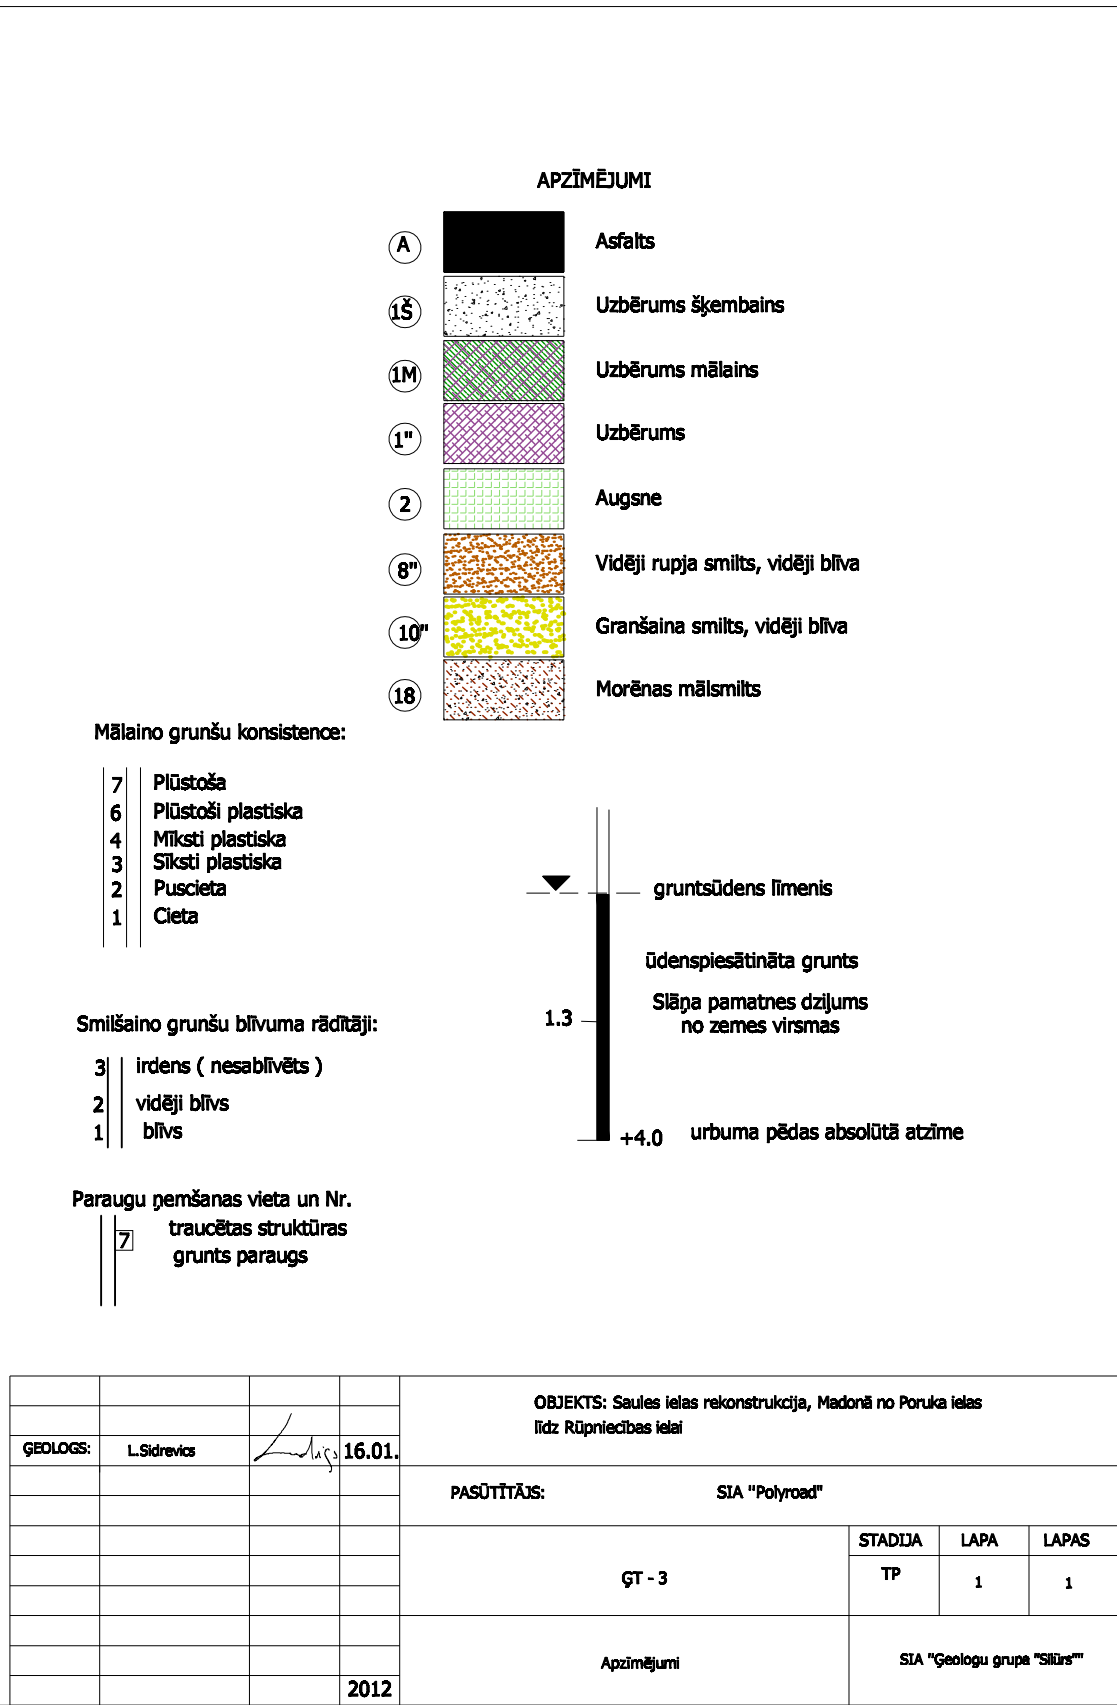 APZĪMĒJUMI
A Asfalts
1Š Uzbērums šķembains
1M Uzbērums mālains
1" Uzbērums
2 Augsne
8" Vidēji rupja smilts, vidēji blīva
10" Granšaina smilts, vidēji blīva
18 Morēnas mālsmilts
Mālaino grunšu konsistence:
7 Plūstoša
6 Plūstoši plastiska
4 Mīksti plastiska
3 Sīksti plastiska
2 Puscieta
1 Cieta
gruntsūdens līmenis
ūdenspiesātināta grunts
1.3 Slāņa pamatnes dziļums
no zemes virsmas
+4.0 urbuma pēdas absolūtā atzīme
Smilšaino grunšu blīvuma rādītāji:
3 irdens ( nesablīvēts )
2 vidēji blīvs
1 blīvs
Paraugu ņemšanas vieta un Nr.
7 traucētas struktūras
grunts paraugs
OBJEKTS: Saules ielas rekonstrukcija, Madonā no Poruka ielas
līdz Rūpniecības ielai
ĢEOLOGS: L.Sidrevics 16.01.
PASŪTĪTĀJS: SIA "Polyroad"
STADIJA LAPA LAPAS
ĢT - 3 TP 1 1
Apzīmējumi SIA "Ģeologu grupa "Silūrs""
2012